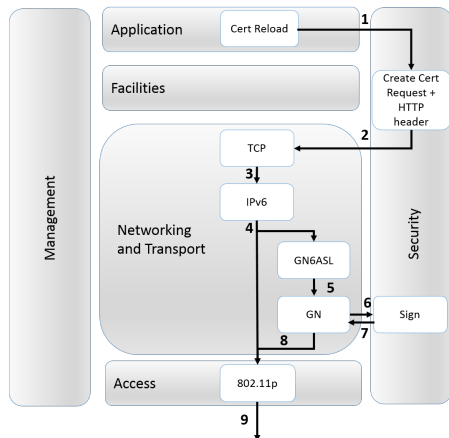 Application
Cert Reload
1
Facilities
Create Cert
Request +
HTTP
header
2
TCP
3
IPv6
4
Networking
and Transport
GN6ASL
5
GN
6
Sign
7
8
Access
802.11p
9
Management
Security